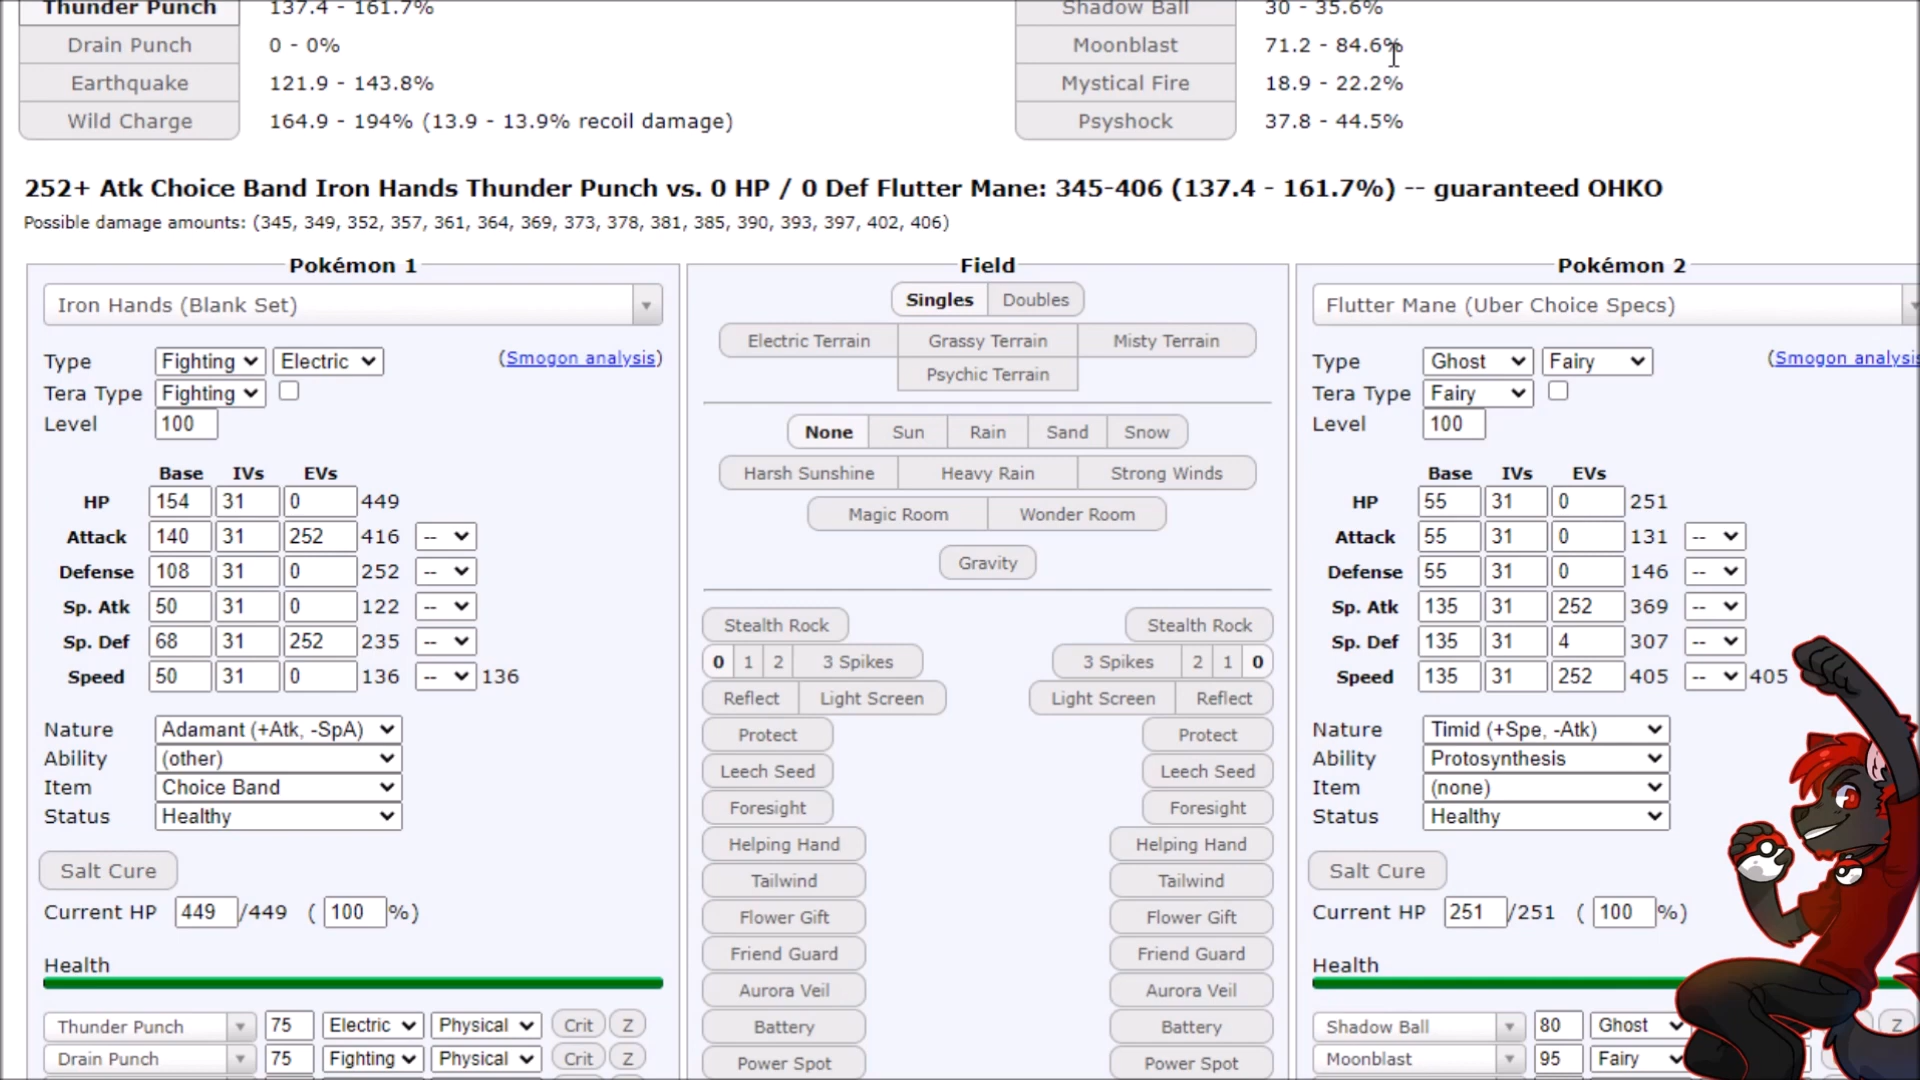 Thunder Punch 137.4 - 161.7% Shadow Ball 30 - 35.6%
Drain Punch 0 - 0% Moonblast 71.2 - 84.6%
Earthquake 121.9 - 143.8% Mystical Fire 18.9 - 22.2%
Wild Charge 164.9 - 194% (13.9 - 13.9% recoil damage) Psyshock 37.8 - 44.5%
252+ Atk Choice Band Iron Hands Thunder Punch vs. 0 HP / 0 Def Flutter Mane: 345-406 (137.4 - 161.7%) -- guaranteed OHKO
Possible damage amounts: (345, 349, 352, 357, 361, 364, 369, 373, 378, 381, 385, 390, 393, 397, 402, 406)
Pokémon 1
Iron Hands (Blank Set)
Type Fighting Electric (Smogon analysis)
Tera Type Fighting
Level 100
Base IVs EVs
HP 154 31 0 449
Attack 140 31 252 416 --
Defense 108 31 0 252 --
Sp. Atk 50 31 0 122 --
Sp. Def 68 31 252 235 --
Speed 50 31 0 136 -- 136
Nature Adamant (+Atk, -SpA)
Ability (other)
Item Choice Band
Status Healthy
Salt Cure
Current HP 449/449 (100%)
Health
Thunder Punch 75 Electric Physical Crit Z
Drain Punch 75 Fighting Physical Crit Z
Field
Singles Doubles
Electric Terrain Grassy Terrain Misty Terrain
Psychic Terrain
None Sun Rain Sand Snow
Harsh Sunshine Heavy Rain Strong Winds
Magic Room Wonder Room
Gravity
Stealth Rock Stealth Rock
0 1 2 3 Spikes 3 Spikes 2 1 0
Reflect Light Screen Light Screen Reflect
Protect Protect
Leech Seed Leech Seed
Foresight Foresight
Helping Hand Helping Hand
Tailwind Tailwind
Flower Gift Flower Gift
Friend Guard Friend Guard
Aurora Veil Aurora Veil
Battery Battery
Power Spot Power Spot
Pokémon 2
Flutter Mane (Uber Choice Specs)
Type Ghost Fairy (Smogon analysis
Tera Type Fairy
Level 100
Base IVs EVs
HP 55 31 0 251
Attack 55 31 0 131 --
Defense 55 31 0 146 --
Sp. Atk 135 31 252 369 --
Sp. Def 135 31 4 307 --
Speed 135 31 252 405 -- 405
Nature Timid (+Spe, -Atk)
Ability Protosynthesis
Item (none)
Status Healthy
Salt Cure
Current HP 251/251 (100%)
Health
Shadow Ball 80 Ghost Z
Moonblast 95 Fairy